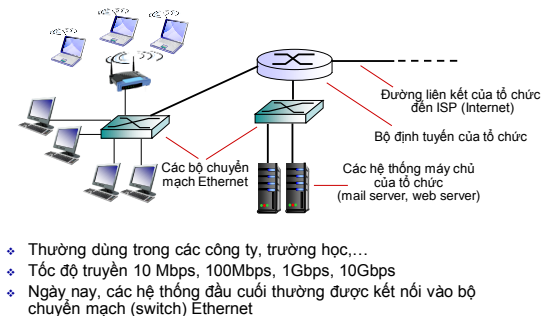 Đường liên kết của tổ chức
đến ISP (Internet)
Bộ định tuyến của tổ chức
Các bộ chuyển
mạch Ethernet
Các hệ thống máy chủ
của tổ chức
(mail server, web server)
Thường dùng trong các công ty, trường học,…
Tốc độ truyền 10 Mbps, 100Mbps, 1Gbps, 10Gbps
Ngày nay, các hệ thống đầu cuối thường được kết nối vào bộ
chuyển mạch (switch) Ethernet